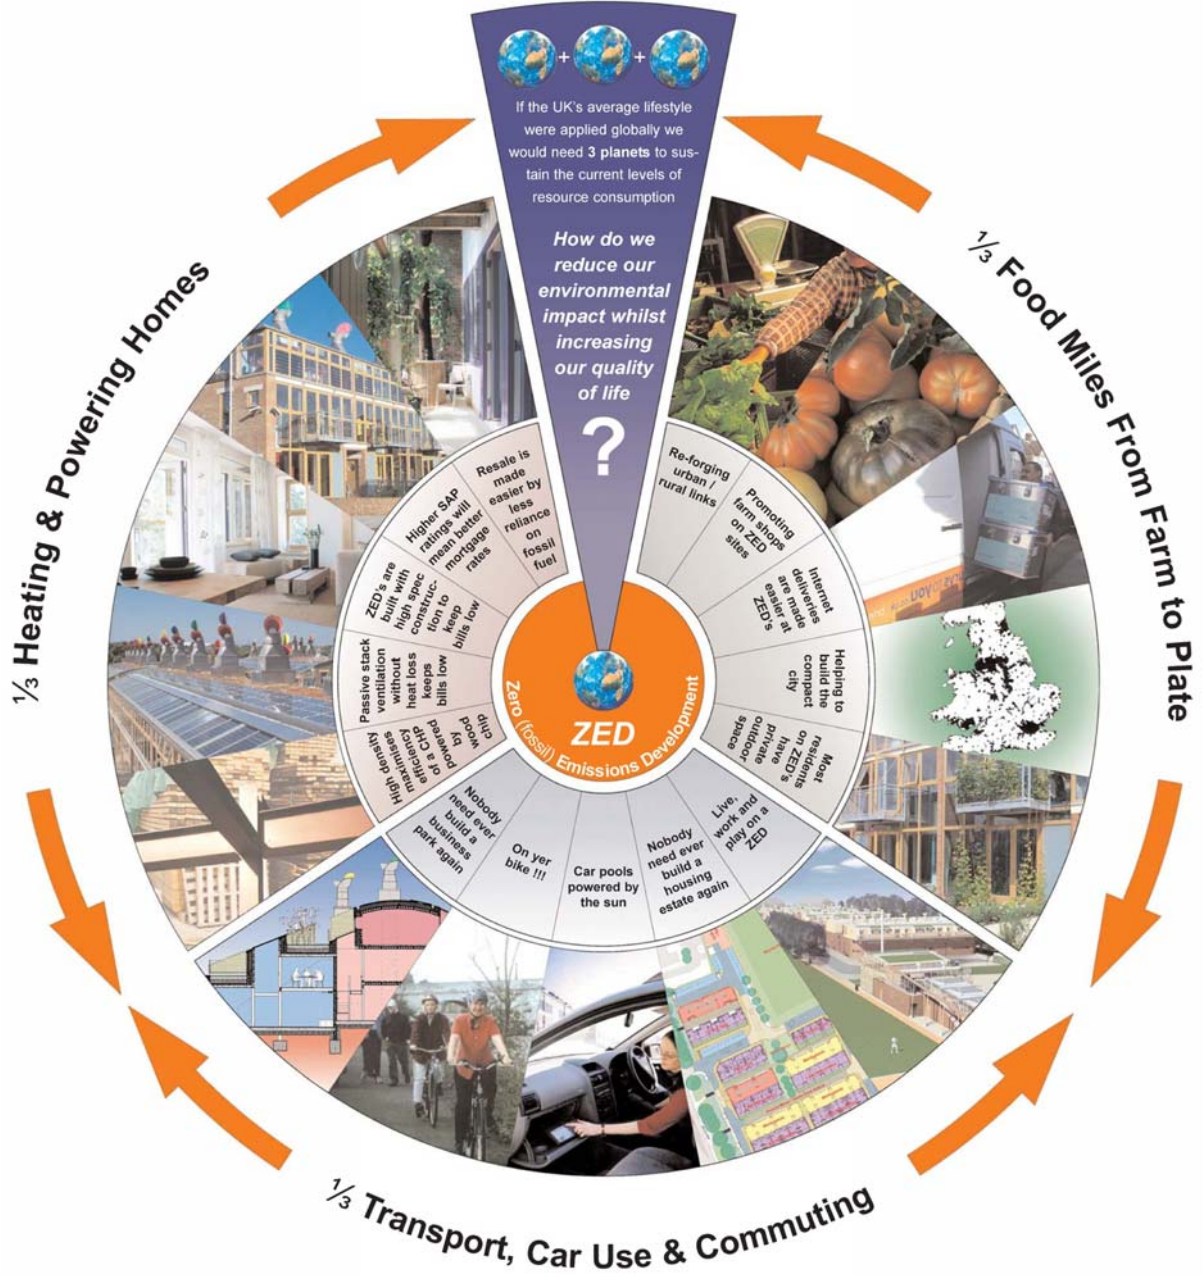 If the UK's average lifestyle
were applied globally we
would need 3 planets to sus-
tain the current levels of
resource consumption
How do we
reduce our
environmental
impact whilst
increasing
our quality
of life
?
+
+
⅓ Food Miles From Farm to Plate
Re-forging
urban /
rural links
Promoting
farm shops
on ZED
sites
Internet
deliveries
are made
easier at
ZED's
Helping to
build the
compact
city
Most
residents
on ZED's
have
private
outdoor
space
⅓ Transport, Car Use & Commuting
Live,
work and
play on a
ZED
Nobody
need ever
build a
housing
estate again
Car pools
powered by
the sun
On yer
bike !!!
Nobody
need ever
build a
business
park again
⅓ Heating & Powering Homes
High density
maximises
efficiency
of a CHP
powered
by
wood
chip
Passive stack
ventilation
without
heat loss
keeps
bills low
ZED's are
built with
high spec
construc-
tion to
keep
bills low
Higher SAP
ratings will
mean better
mortgage
rates
Resale is
made
easier by
less
reliance
on
fossil
fuel
ZED
Zero (fossil) Emissions Development